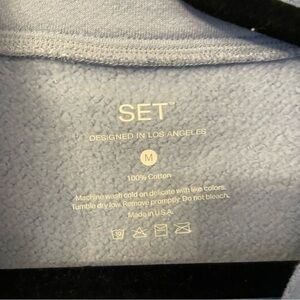 SET™
DESIGNED IN LOS ANGELES
M
100% Cotton
Machine wash cold on delicate with like colors.
Tumble dry low. Remove promptly. Do not bleach.
Made in U.S.A.